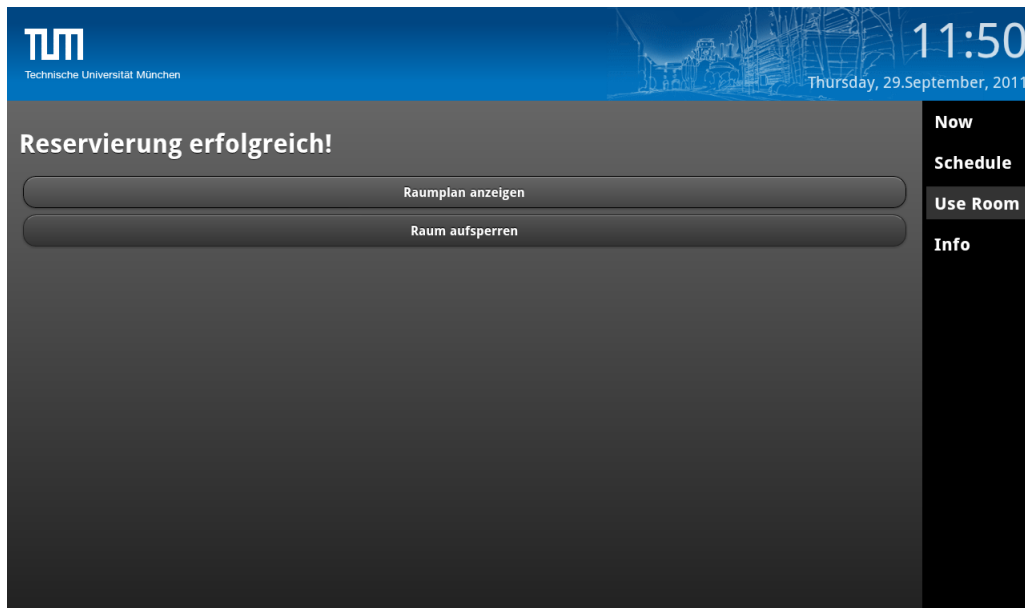 TUM
Technische Universität München
11:50
Thursday, 29.September, 2011
Reservierung erfolgreich!
Raumplan anzeigen
Raum aufsperren
Now
Schedule
Use Room
Info